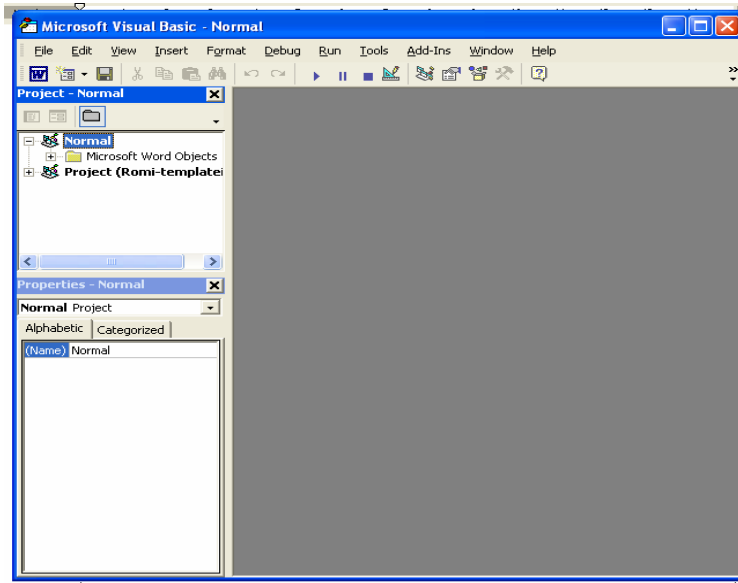 Microsoft Visual Basic - Normal
File Edit View Insert Format Debug Run Tools Add-Ins Window Help
Project - Normal
Normal
Microsoft Word Objects
Project (Romi-templatei
Properties - Normal
Normal Project
Alphabetic Categorized
(Name) Normal